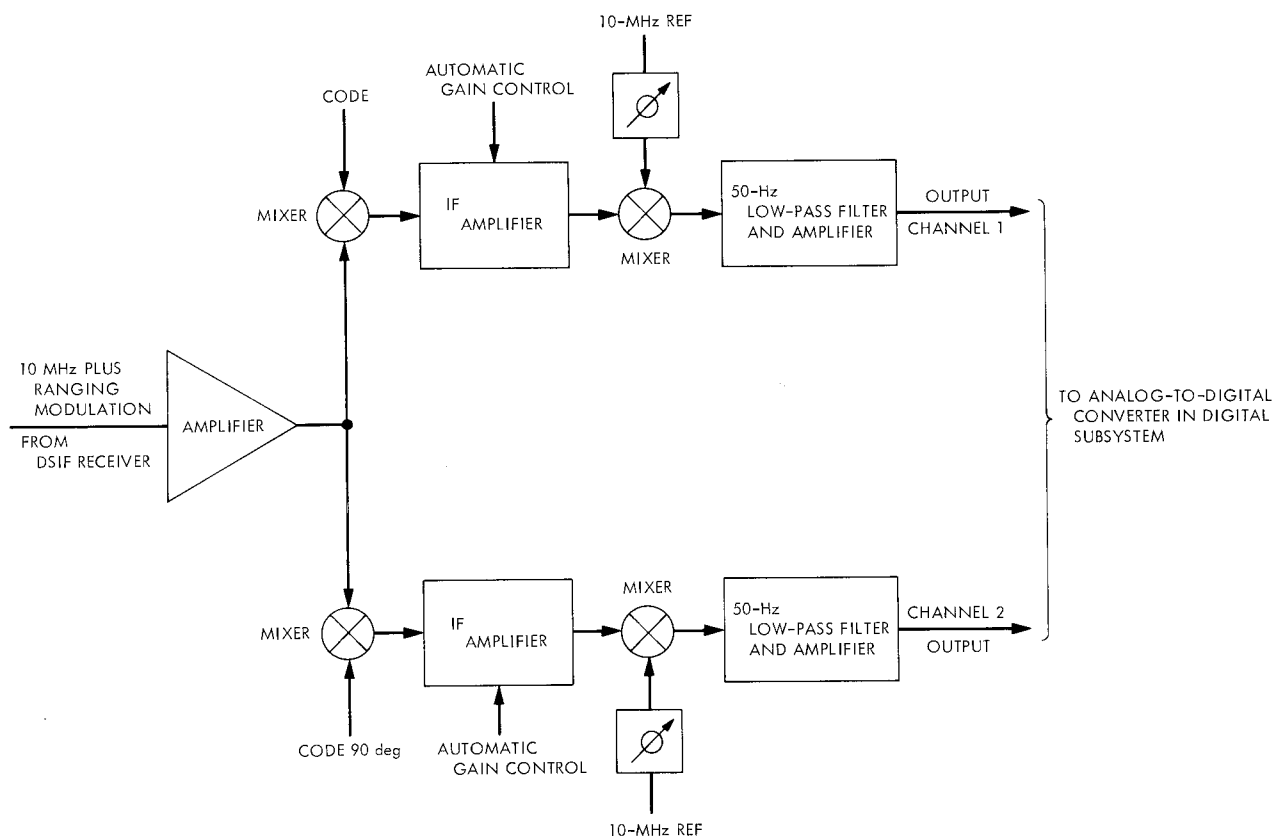 10-MHz REF
AUTOMATIC
GAIN CONTROL
CODE
MIXER
IF
AMPLIFIER
MIXER
50-Hz
LOW-PASS FILTER
AND AMPLIFIER
OUTPUT
CHANNEL 1
10 MHz PLUS
RANGING
MODULATION
FROM
DSIF RECEIVER
AMPLIFIER
TO ANALOG-TO-DIGITAL
CONVERTER IN DIGITAL
SUBSYSTEM
MIXER
CODE 90 deg
IF
AMPLIFIER
AUTOMATIC
GAIN CONTROL
MIXER
50-Hz
LOW-PASS FILTER
AND AMPLIFIER
CHANNEL 2
OUTPUT
10-MHz REF